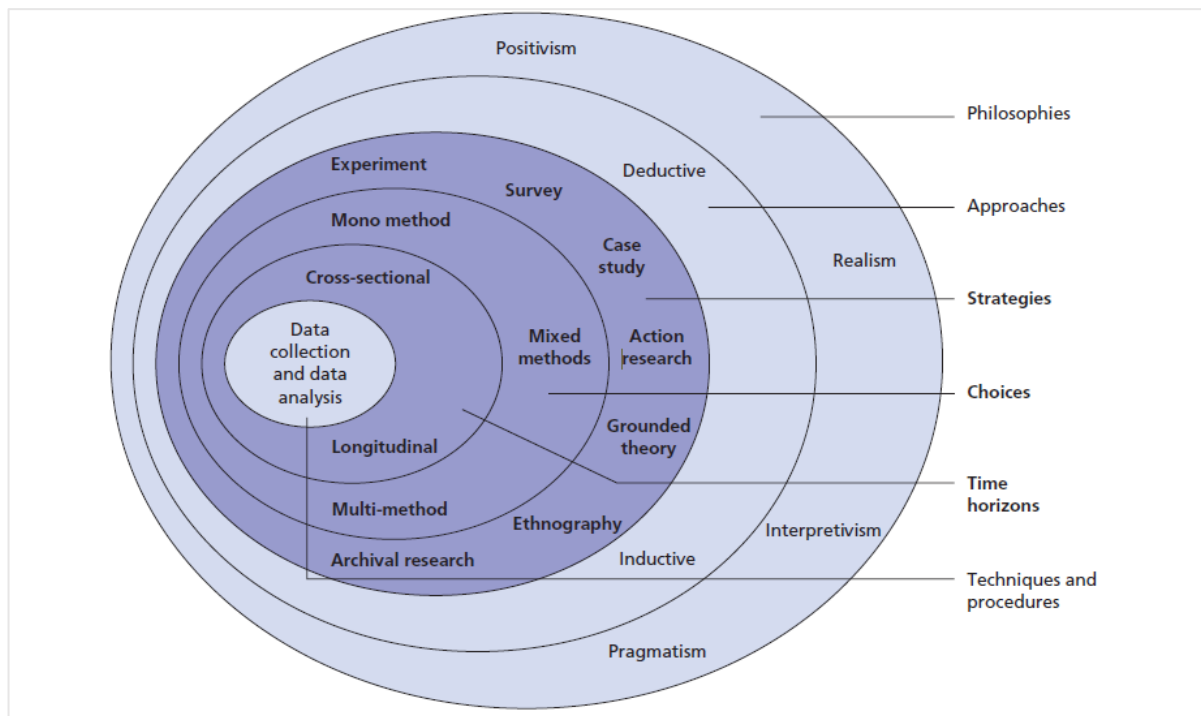 Positivism
Philosophies
Experiment
Deductive
Survey
Approaches
Mono method
Case
study
Realism
Cross-sectional
Strategies
Data
collection
and data
analysis
Mixed
methods
Action
research
Choices
Grounded
theory
Longitudinal
Time
horizons
Multi-method
Ethnography
Interpretivism
Archival research
Inductive
Techniques and
procedures
Pragmatism